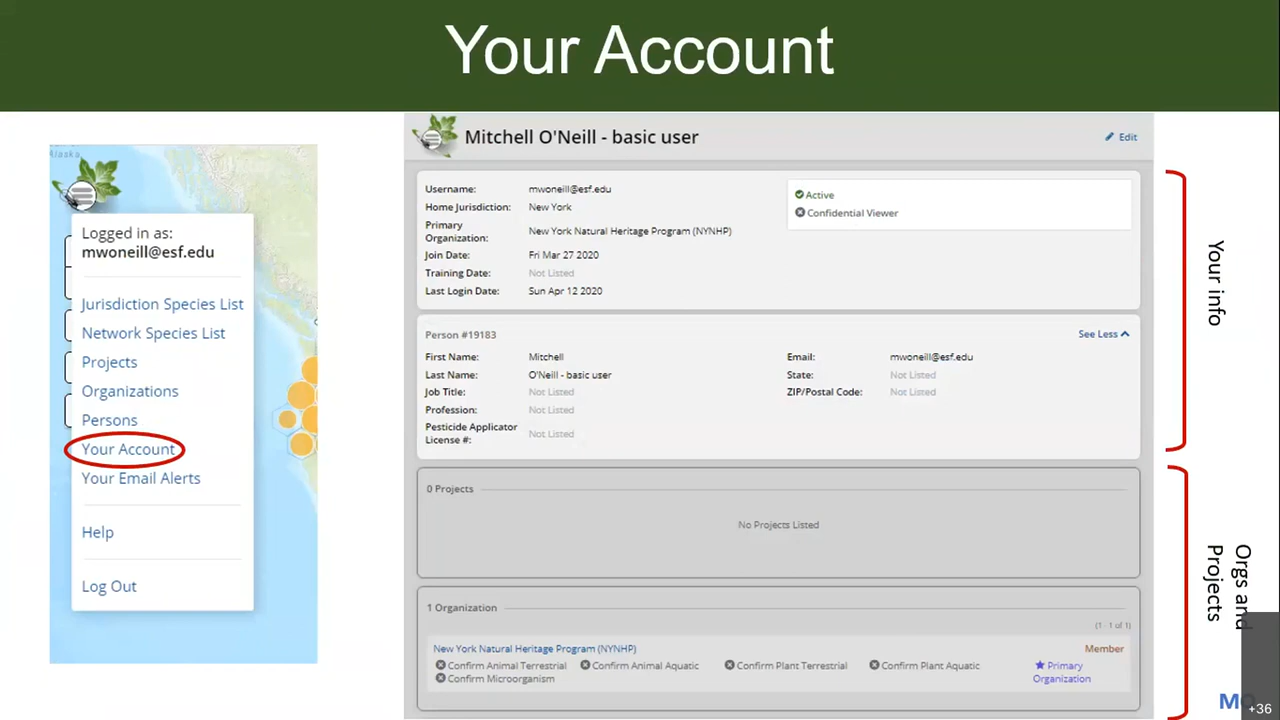 Your Account
Alaska
Logged in as:
mwoneill@esf.edu
Jurisdiction Species List
Network Species List
Projects
Organizations
Persons
Your Account
Your Email Alerts
Help
Log Out
Mitchell O'Neill - basic user
Edit
Username: mwoneill@esf.edu
Home Jurisdiction: New York
Primary
Organization: New York Natural Heritage Program (NYNHP)
Join Date: Fri Mar 27 2020
Training Date: Not Listed
Last Login Date: Sun Apr 12 2020
Active
Confidential Viewer
Person #19183
See Less
First Name: Mitchell
Last Name: O'Neill - basic user
Job Title: Not Listed
Profession: Not Listed
Pesticide Applicator
License #: Not Listed
Email: mwoneill@esf.edu
State: Not Listed
ZIP/Postal Code: Not Listed
0 Projects
No Projects Listed
1 Organization
(1 - 1 of 1)
New York Natural Heritage Program (NYNHP)
Member
Confirm Animal Terrestrial Confirm Animal Aquatic Confirm Plant Terrestrial Confirm Plant Aquatic
Confirm Microorganism
Primary
Organization
Your info
Orgs and
Projects
+36